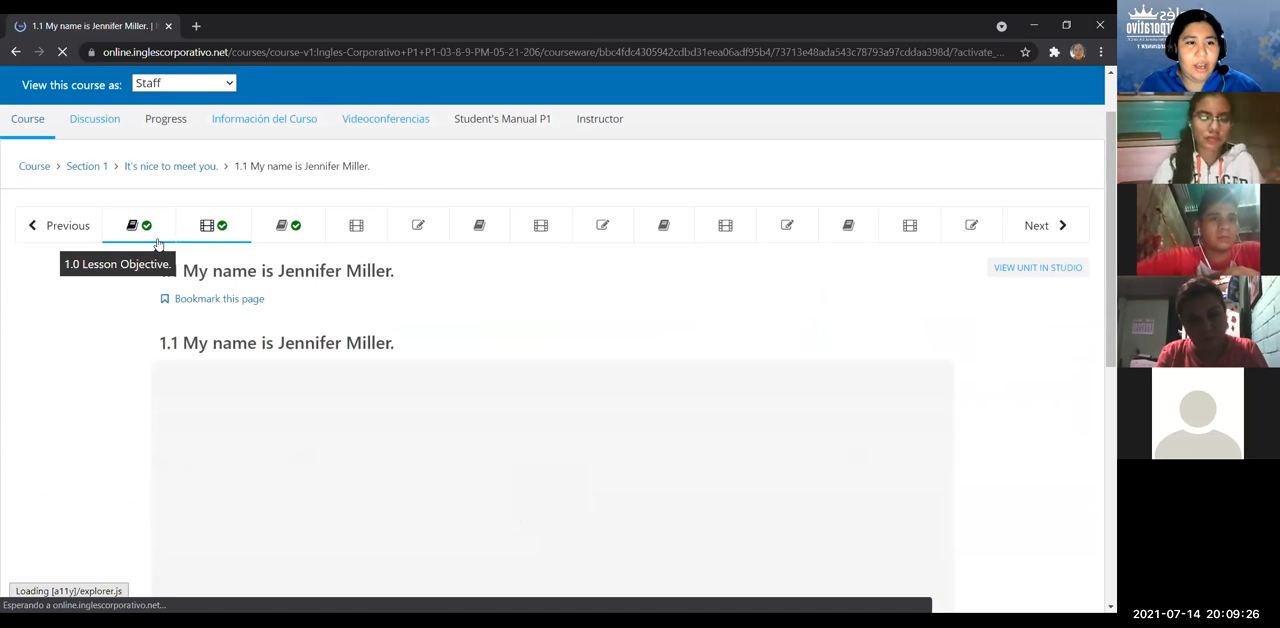 1.1 My name is Jennifer Miller. |
online.inglescorporativo.net/courses/course-v1:Ingles-Corporativo+P1+P1-03-8-9-PM-05-21-206/courseware/bbc4fdc4305942cdbd31eea06adf95b4/73713e48ada543c78793a97cddaa398d/?activate_...
View this course as: Staff
Course Discussion Progress Información del Curso Videoconferencias Student's Manual P1 Instructor
Course > Section 1 > It's nice to meet you. > 1.1 My name is Jennifer Miller.
Previous Next
1.0 Lesson Objective.
My name is Jennifer Miller.
VIEW UNIT IN STUDIO
Bookmark this page
1.1 My name is Jennifer Miller.
Loading [a11y]/explorer.js
Esperando a online.inglescorporativo.net...
2021-07-14 20:09:26